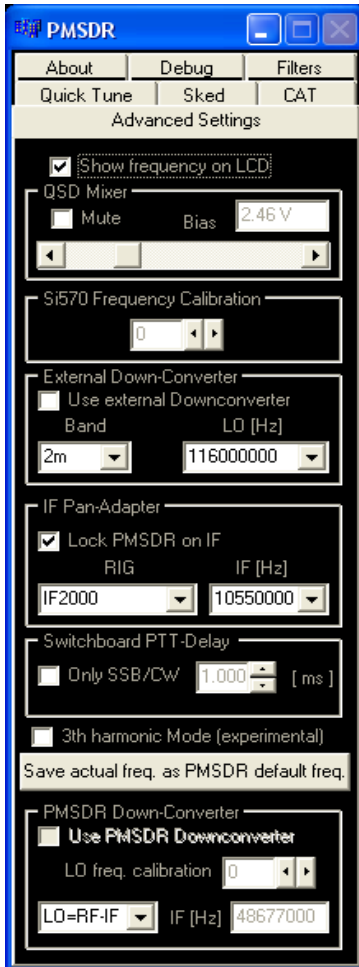 PMSDR
About Debug Filters
Quick Tune Sked CAT
Advanced Settings
Show frequency on LCD
QSD Mixer
Mute Bias 2.46 V
Si570 Frequency Calibration
0
External Down-Converter
Use external Downconverter
Band LO [Hz]
2m 116000000
IF Pan-Adapter
Lock PMSDR on IF
RIG IF [Hz]
IF2000 10550000
Switchboard PTT-Delay
Only SSB/CW 1.000 [ ms ]
3th harmonic Mode (experimental)
Save actual freq. as PMSDR default freq.
PMSDR Down-Converter
Use PMSDR Downconverter
LO freq. calibration 0
LO=RF-IF IF [Hz] 48677000